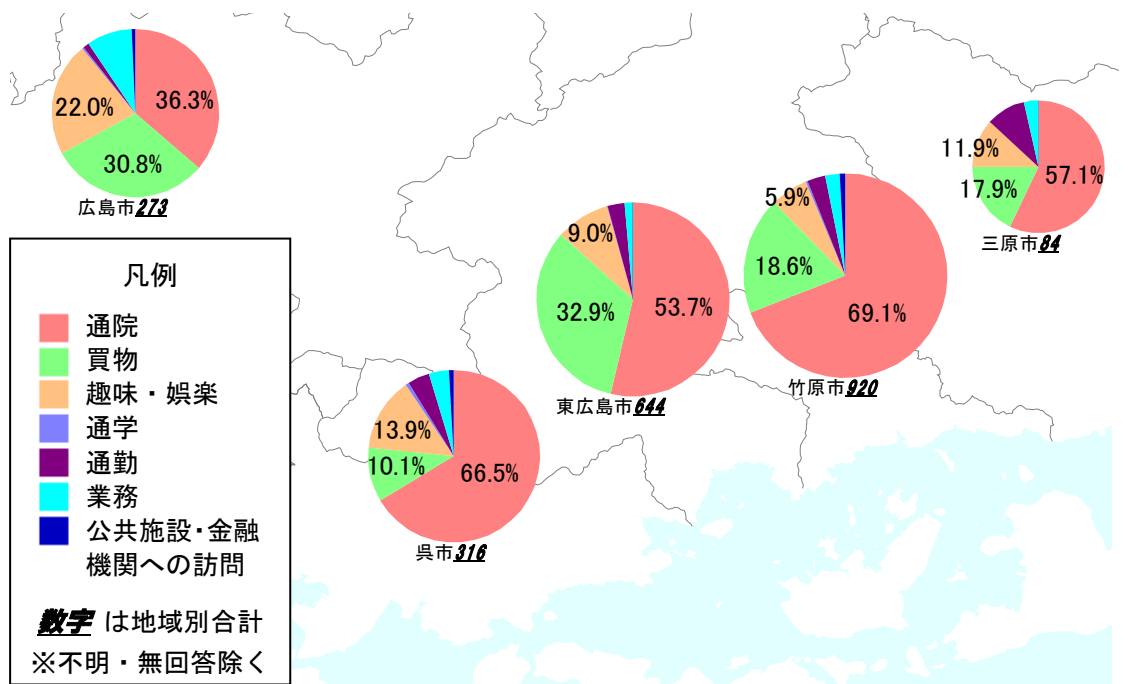 36.3%
22.0%
30.8%
広島市273
11.9%
57.1%
17.9%
三原市84
5.9%
18.6%
69.1%
竹原市920
9.0%
32.9%
53.7%
東広島市644
13.9%
10.1%
66.5%
呉市316
凡例
通院
買物
趣味・娯楽
通学
通勤
業務
公共施設・金融
機関への訪問
数字 は地域別合計
※不明・無回答除く